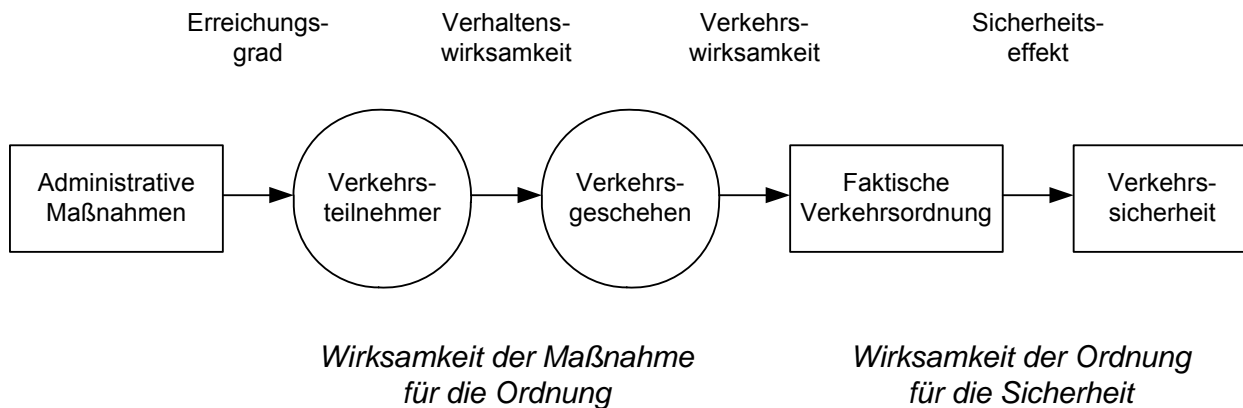 Erreichungs-
grad
Verhaltens-
wirksamkeit
Verkehrs-
wirksamkeit
Sicherheits-
effekt
Administrative
Maßnahmen
Verkehrs-
teilnehmer
Verkehrs-
geschehen
Faktische
Verkehrsordnung
Verkehrs-
sicherheit
Wirksamkeit der Maßnahme
für die Ordnung
Wirksamkeit der Ordnung
für die Sicherheit